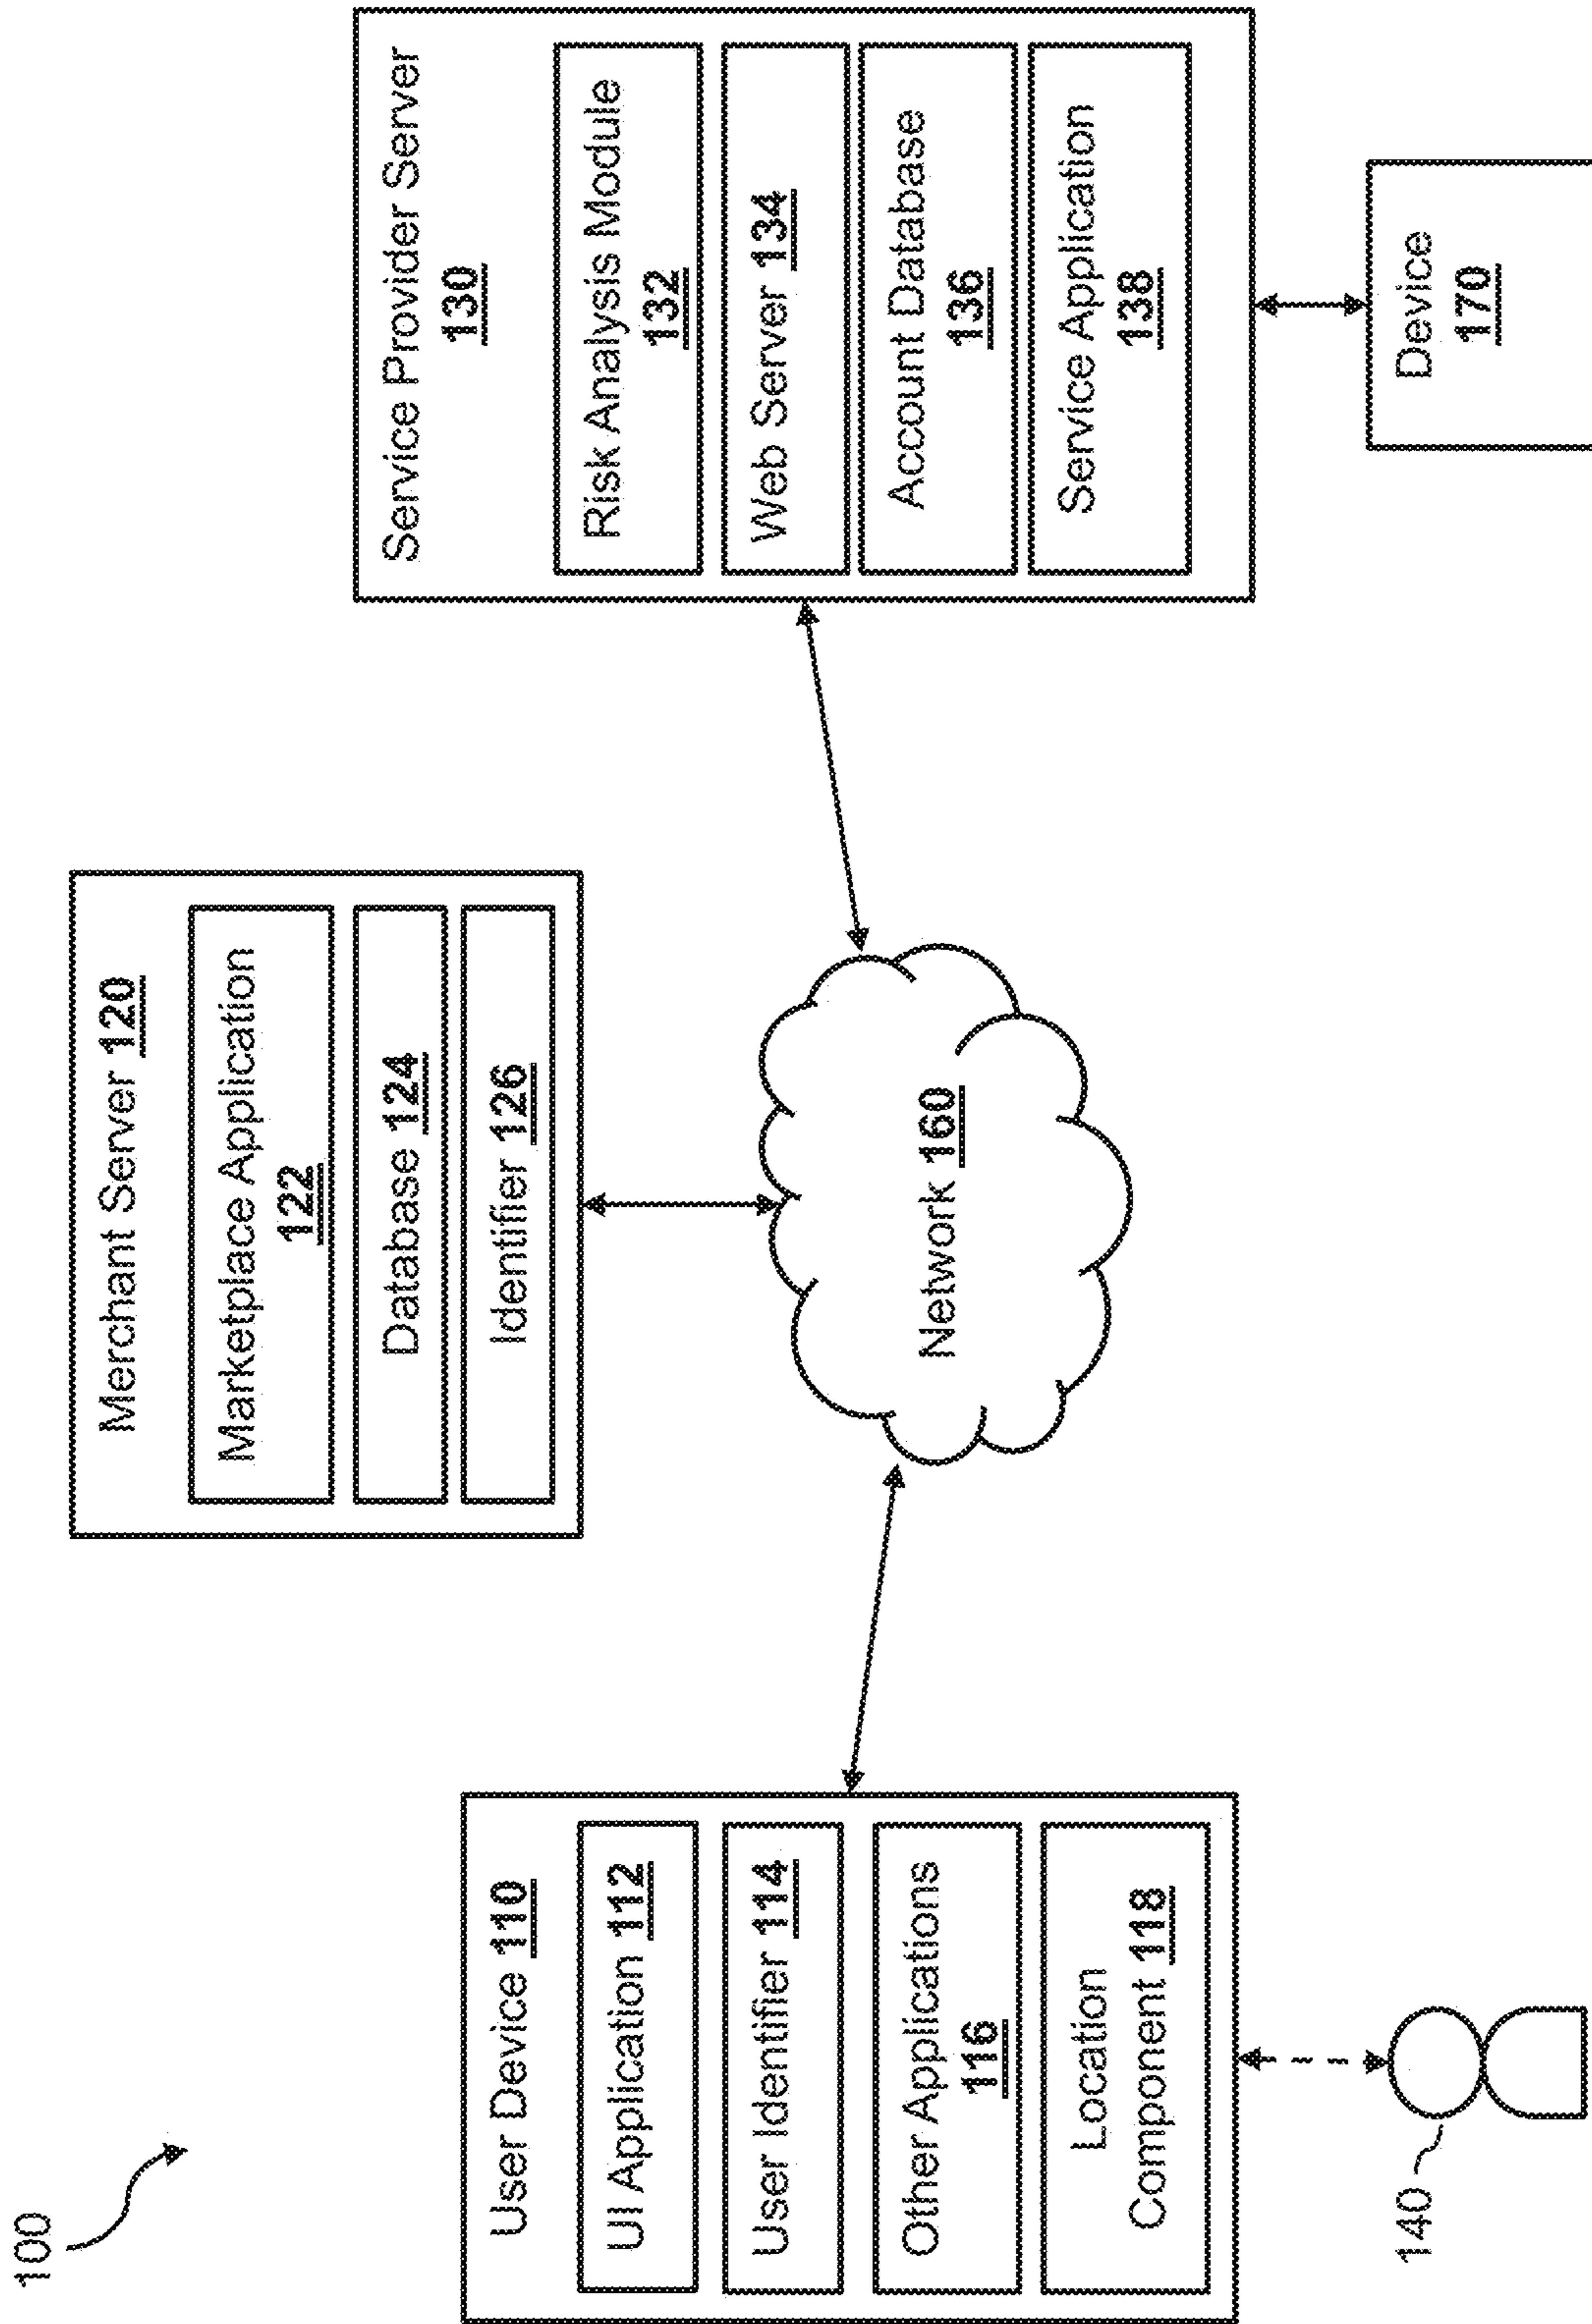 100
Merchant Server 120
Marketplace Application
122
Database 124
Identifier 126
User Device 110
UI Application 112
User Identifier 114
Other Applications
116
Location
Component 118
140
Network 160
Service Provider Server
130
Risk Analysis Module
132
Web Server 134
Account Database
136
Service Application
138
Device
170